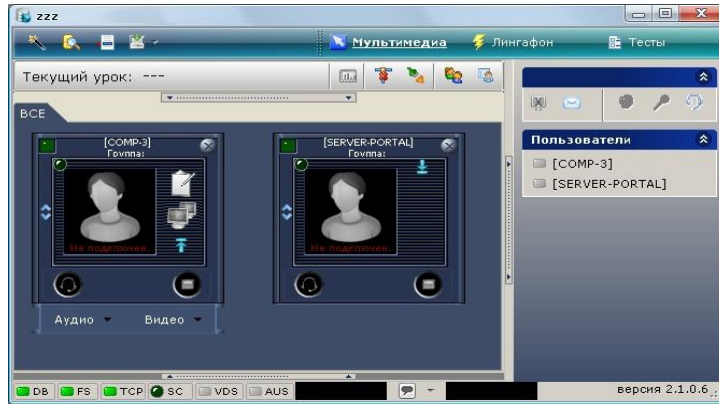 zzz
Мультимедиа Лингафон Тесты
Текущий урок: ---
ВСЕ
[COMP-3]
Группа:
Не подключен.
Аудио Видео
[SERVER-PORTAL]
Группа:
Не подключен.
Пользователи
[COMP-3]
[SERVER-PORTAL]
DB FS TCP SC VDS AUS
версия 2.1.0.6